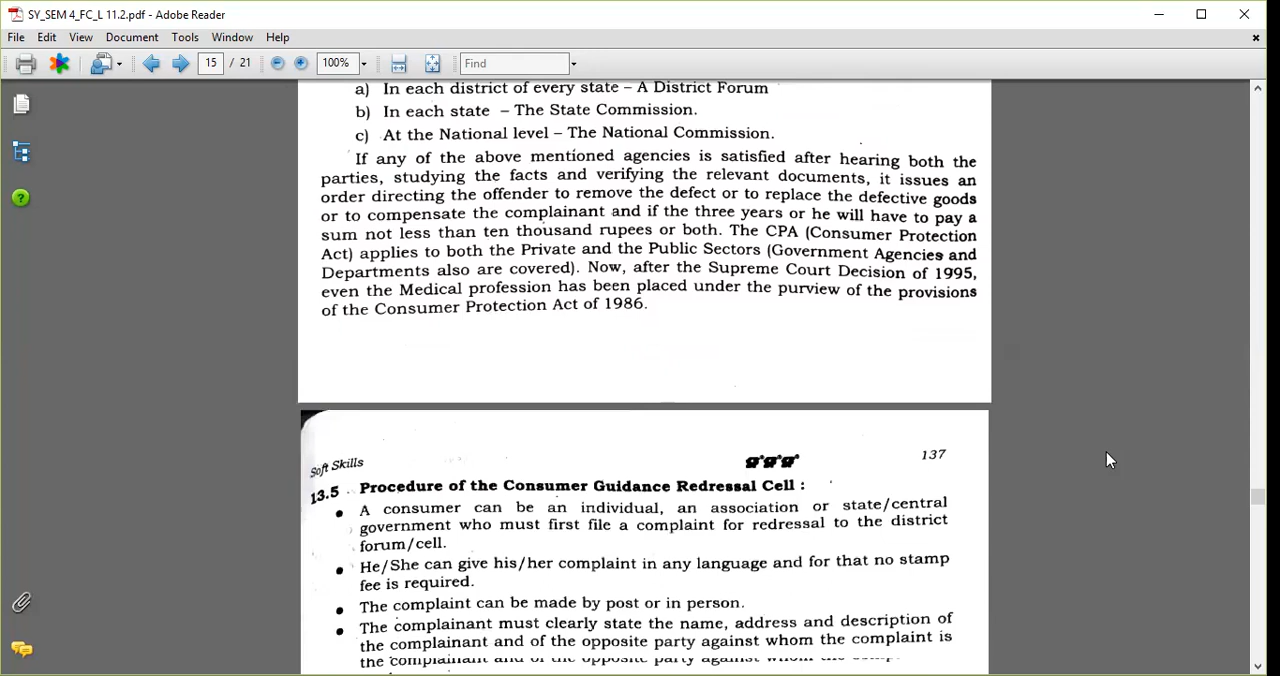 SY_SEM 4_FC_L 11.2.pdf - Adobe Reader
File Edit View Document Tools Window Help
15 / 21 100% Find
a) In each district of every state – A District Forum
b) In each state – The State Commission.
c) At the National level – The National Commission.
If any of the above mentioned agencies is satisfied after hearing both the
parties, studying the facts and verifying the relevant documents, it issues an
order directing the offender to remove the defect or to replace the defective goods
or to compensate the complainant and if the three years or he will have to pay a
sum not less than ten thousand rupees or both. The CPA (Consumer Protection
Act) applies to both the Private and the Public Sectors (Government Agencies and
Departments also are covered). Now, after the Supreme Court Decision of 1995,
even the Medical profession has been placed under the purview of the provisions
of the Consumer Protection Act of 1986.
Soft Skills 137
13.5 Procedure of the Consumer Guidance Redressal Cell :
• A consumer can be an individual, an association or state/central
government who must first file a complaint for redressal to the district
forum/cell.
• He/She can give his/her complaint in any language and for that no stamp
fee is required.
• The complaint can be made by post or in person.
• The complainant must clearly state the name, address and description of
the complainant and of the opposite party against whom the complaint is
the complainant and of the opposite party against whom the